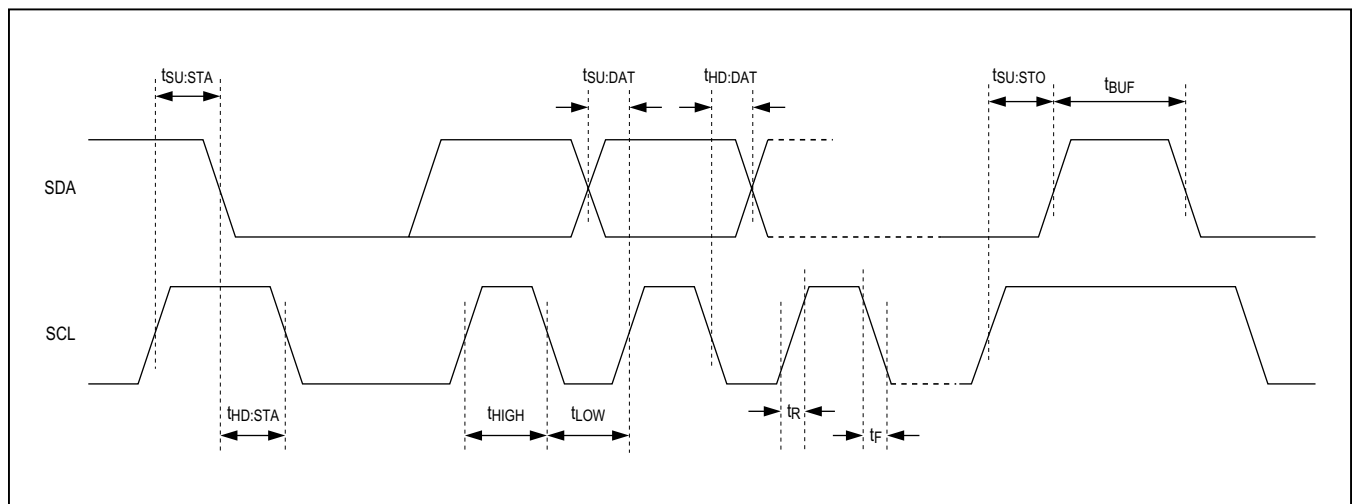 tSU:STA
tSU:DAT
tHD:DAT
tSU:STO
tBUF
SDA
SCL
tHD:STA
tHIGH
tLOW
tR
tF